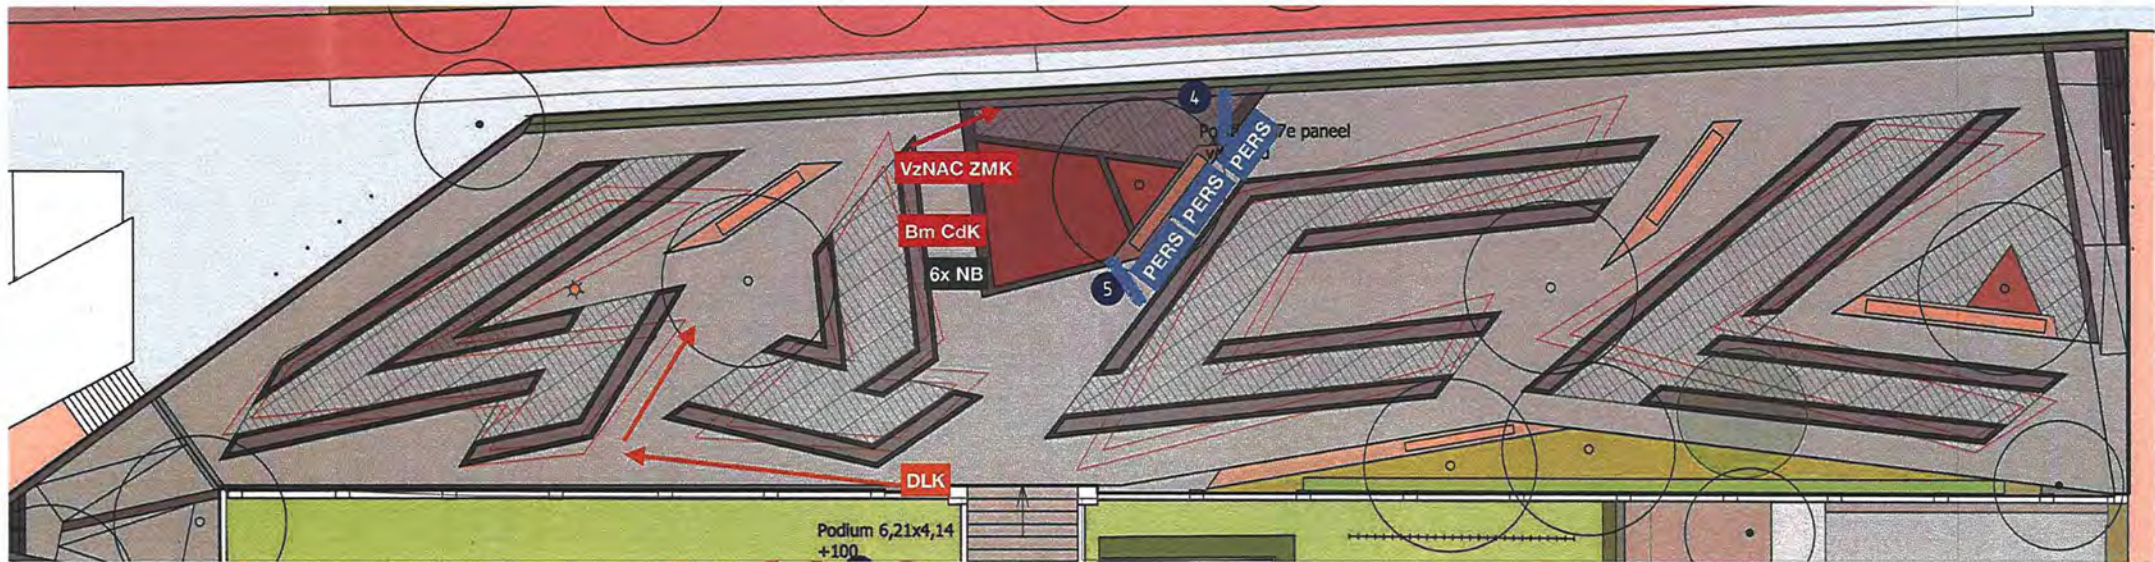 4
PERS
PERS
PERS
7e paneel
VzNAC ZMK
Bm CdK
6x NB
5
DLK
Podium 6,21x4,14
+100